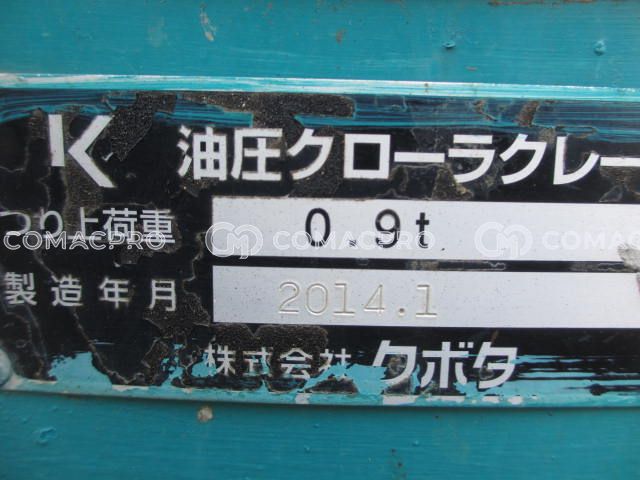 K 油圧クローラクレー
つり上荷重 0.9t
COMACPRO COMACPRO COMACPRO
製造年月 2014.1
株式会社 クボタ